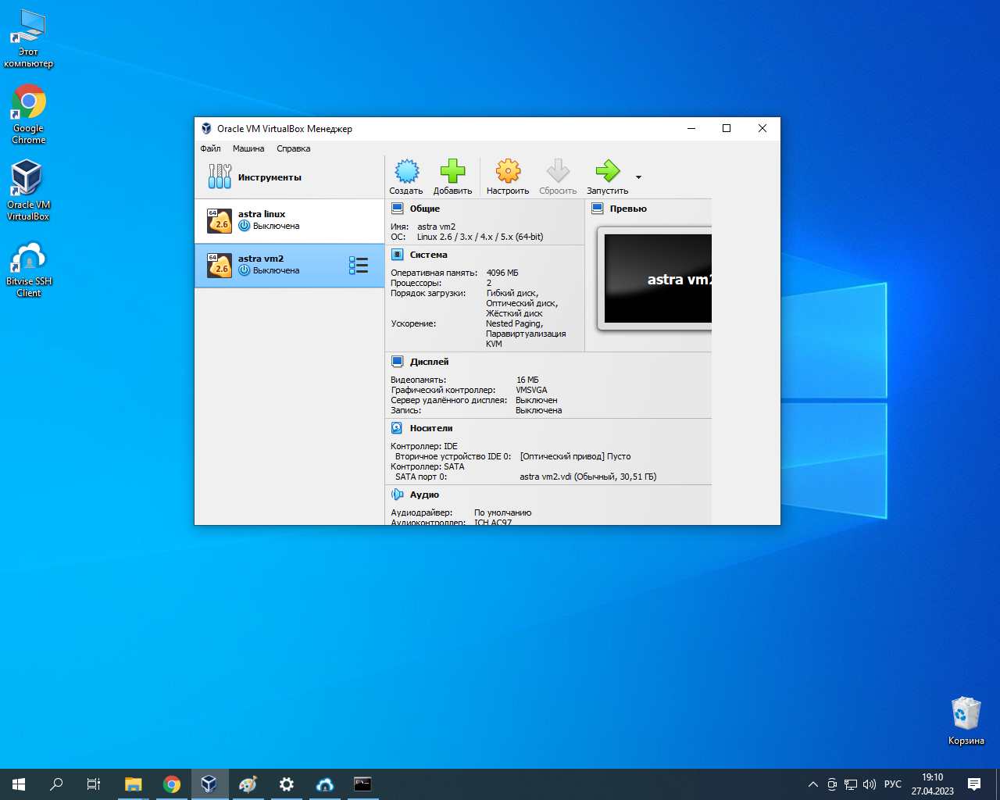 Этот
компьютер
Google
Chrome
Oracle VM
VirtualBox
Bitvise SSH
Client
Oracle VM VirtualBox Менеджер
Файл Машина Справка
Инструменты
Создать Добавить Настроить Сбросить Запустить
64
2.6
astra linux
Выключена
64
2.6
astra vm2
Выключена
Общие
Имя: astra vm2
ОС: Linux 2.6 / 3.x / 4.x / 5.x (64-bit)
Превью
astra vm2
Система
Оперативная память: 4096 МБ
Процессоры: 2
Порядок загрузки: Гибкий диск,
Оптический диск,
Жёсткий диск
Ускорение: Nested Paging,
Паравиртуализация
KVM
Дисплей
Видеопамять: 16 МБ
Графический контроллер: VMSVGA
Сервер удалённого дисплея: Выключен
Запись: Выключена
Носители
Контроллер: IDE
Вторичное устройство IDE 0: [Оптический привод] Пусто
Контроллер: SATA
SATA порт 0: astra vm2.vdi (Обычный, 30,51 ГБ)
Аудио
Аудиодрайвер: По умолчанию
Аудиоконтроллер: ICH AC97
Корзина
РУС
19:10
27.04.2023